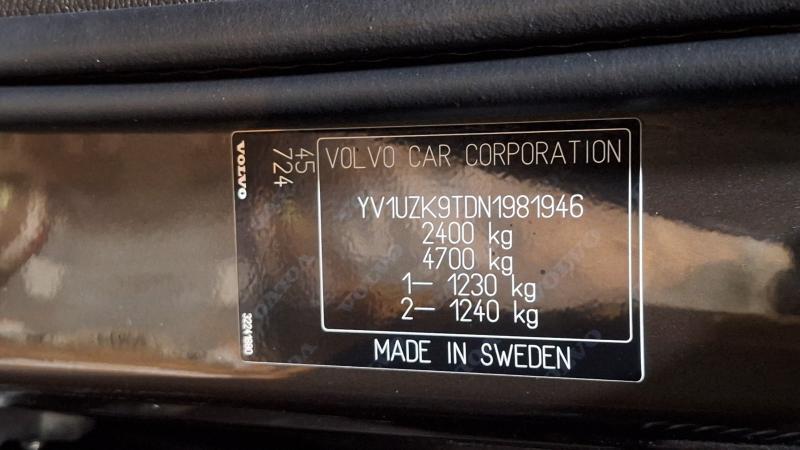 VOLVO
45
724
VOLVO CAR CORPORATION
YV1UZK9TDN1981946
2400 kg
4700 kg
1— 1230 kg
2— 1240 kg
MADE IN SWEDEN